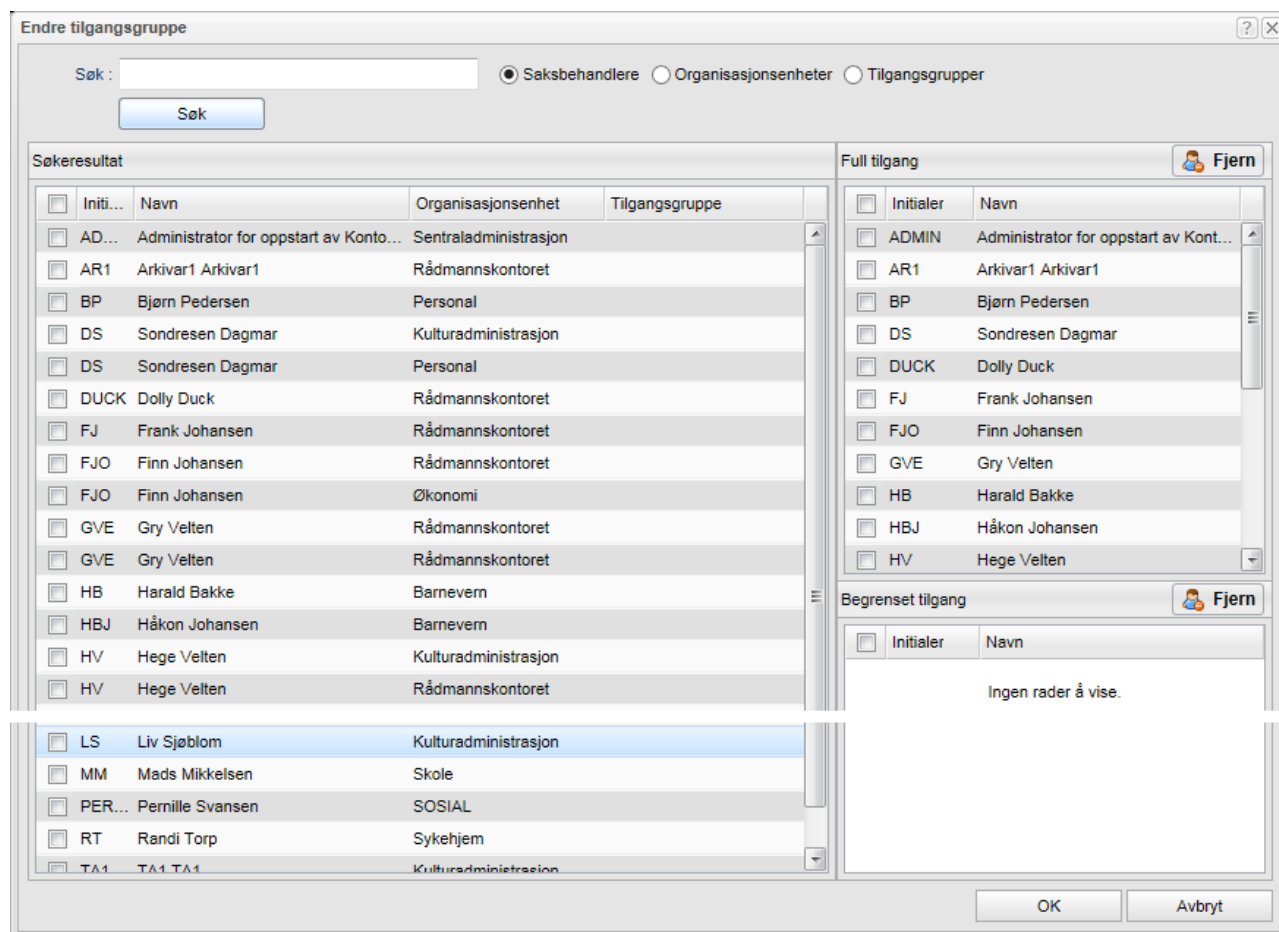 Endre tilgangsgruppe
Søk :
Saksbehandlere Organisasjonsenheter Tilgangsgrupper
Søk
Søkeresultat
Initi... Navn Organisasjonsenhet Tilgangsgruppe
AD... Administrator for oppstart av Konto... Sentraladministrasjon
AR1 Arkivar1 Arkivar1 Rådmannskontoret
BP Bjørn Pedersen Personal
DS Sondresen Dagmar Kulturadministrasjon
DS Sondresen Dagmar Personal
DUCK Dolly Duck Rådmannskontoret
FJ Frank Johansen Rådmannskontoret
FJO Finn Johansen Rådmannskontoret
FJO Finn Johansen Økonomi
GVE Gry Velten Rådmannskontoret
GVE Gry Velten Rådmannskontoret
HB Harald Bakke Barnevern
HBJ Håkon Johansen Barnevern
HV Hege Velten Kulturadministrasjon
HV Hege Velten Rådmannskontoret
LS Liv Sjøblom Kulturadministrasjon
MM Mads Mikkelsen Skole
PER... Pernille Svansen SOSIAL
RT Randi Torp Sykehjem
TA1 TA1 TA1 Kulturadministrasjon
Full tilgang Fjern
Initialer Navn
ADMIN Administrator for oppstart av Kont...
AR1 Arkivar1 Arkivar1
BP Bjørn Pedersen
DS Sondresen Dagmar
DUCK Dolly Duck
FJ Frank Johansen
FJO Finn Johansen
GVE Gry Velten
HB Harald Bakke
HBJ Håkon Johansen
HV Hege Velten
Begrenset tilgang Fjern
Initialer Navn
Ingen rader å vise.
OK Avbryt